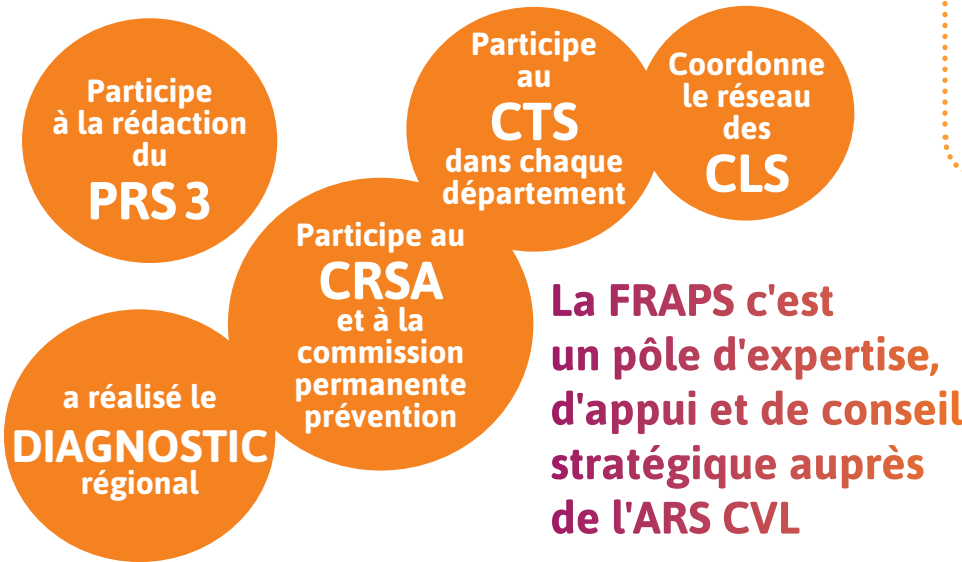 Participe
à la rédaction
du
PRS 3
Participe
au
CTS
dans chaque
département
Coordonne
le réseau
des
CLS
Participe au
CRSA
et à la
commission
permanente
prévention
a réalisé le
DIAGNOSTIC
régional
La FRAPS c'est
un pôle d'expertise,
d'appui et de conseil
stratégique auprès
de l'ARS CVL